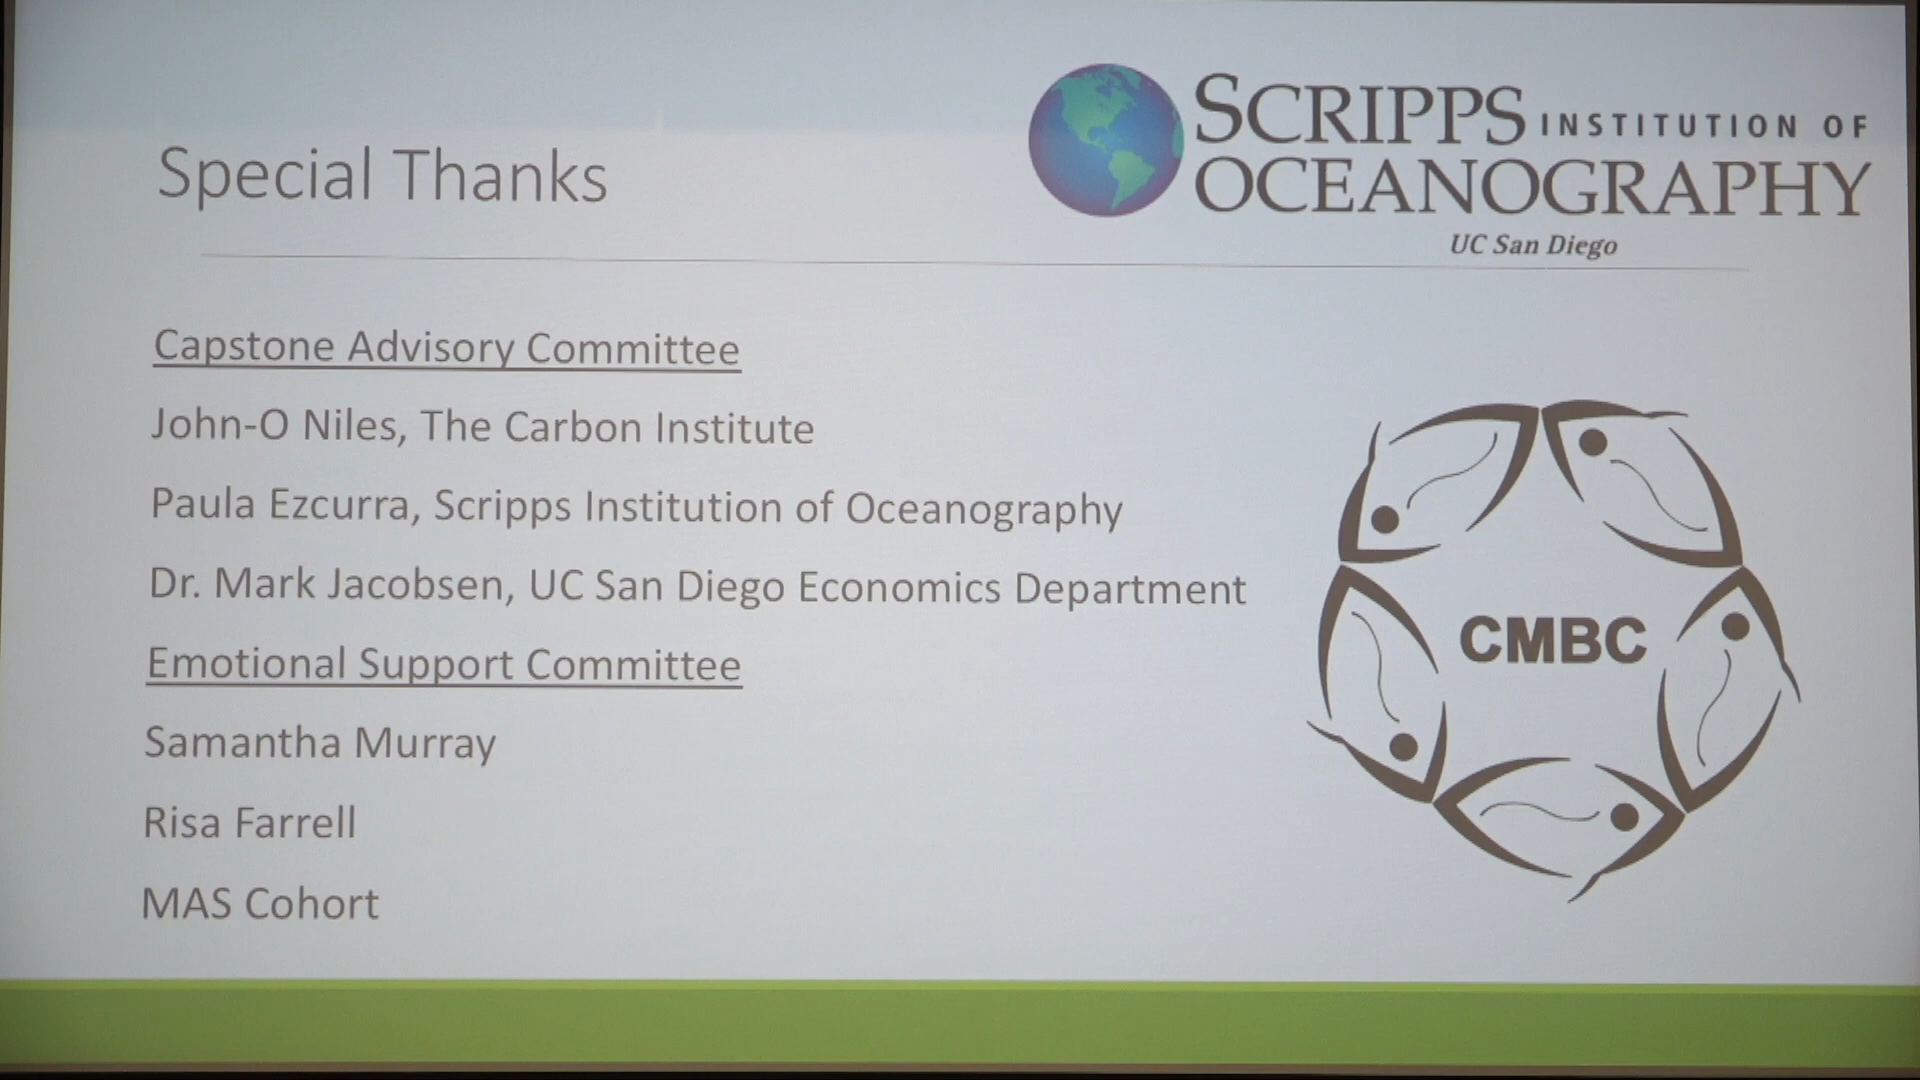 Special Thanks
SCRIPPS INSTITUTION OF
OCEANOGRAPHY
UC San Diego
Capstone Advisory Committee
John-O Niles, The Carbon Institute
Paula Ezcurra, Scripps Institution of Oceanography
Dr. Mark Jacobsen, UC San Diego Economics Department
Emotional Support Committee
Samantha Murray
Risa Farrell
MAS Cohort
CMBC